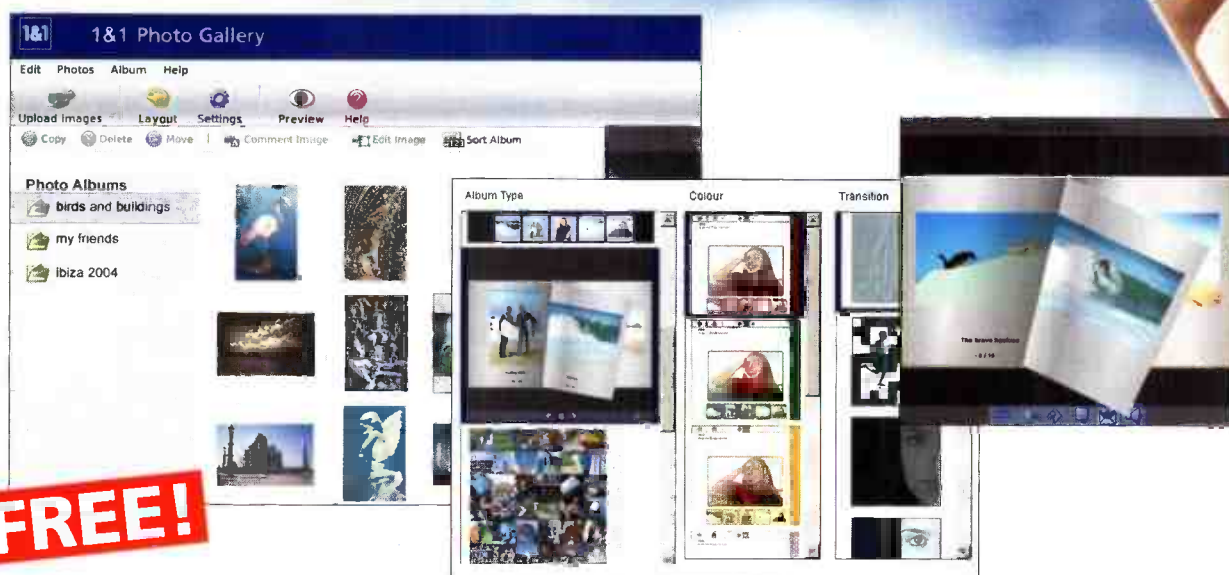 1&1 1&1 Photo Gallery
Edit Photos Album Help
Upload images Layout Settings Preview Help
Copy Delete Move Comment Image Edit Image Sort Album
Photo Albums
birds and buildings
my friends
ibiza 2004
Album Type Colour Transition
The brave
FREE!